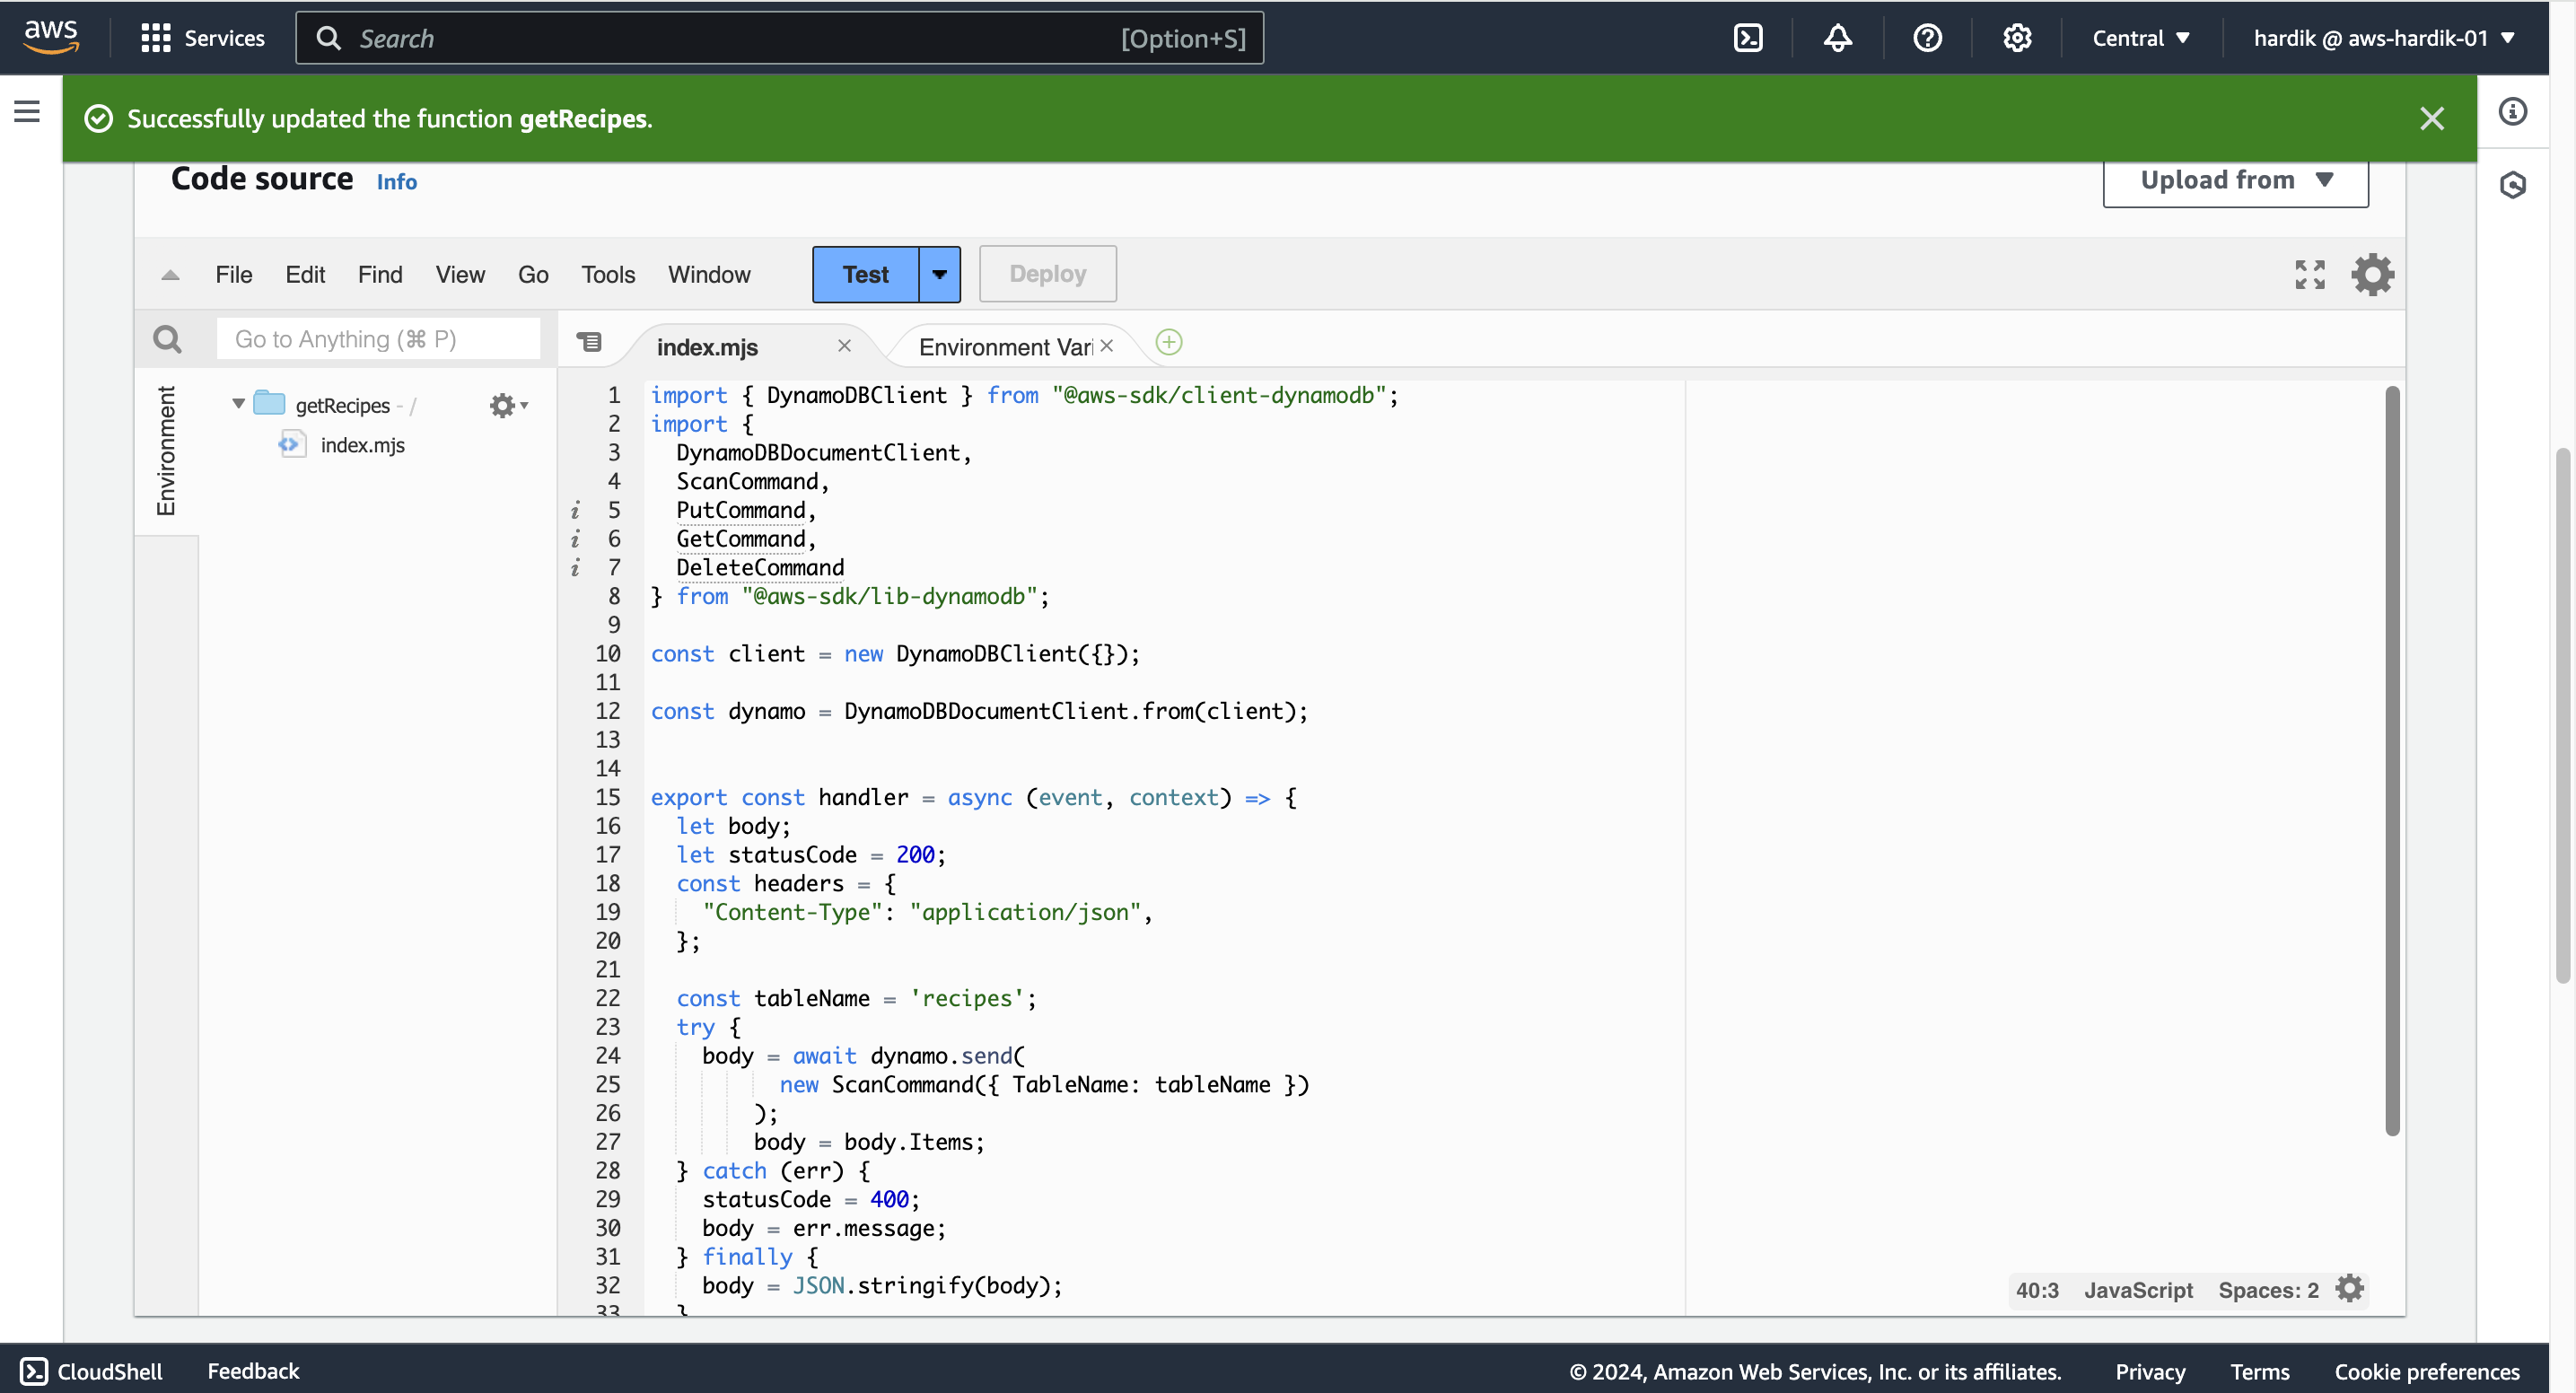 aws
Services
Search [Option+S]
Central
hardik @ aws-hardik-01
Successfully updated the function getRecipes.
Code source Info
Upload from
File Edit Find View Go Tools Window Test Deploy
Go to Anything (⌘ P)
index.mjs Environment Vari
Environment
getRecipes - /
index.mjs
1 import { DynamoDBClient } from "@aws-sdk/client-dynamodb";
2 import {
3   DynamoDBDocumentClient,
4   ScanCommand,
i 5   PutCommand,
i 6   GetCommand,
i 7   DeleteCommand
8 } from "@aws-sdk/lib-dynamodb";
9
10 const client = new DynamoDBClient({});
11
12 const dynamo = DynamoDBDocumentClient.from(client);
13
14
15 export const handler = async (event, context) => {
16   let body;
17   let statusCode = 200;
18   const headers = {
19     "Content-Type": "application/json",
20   };
21
22   const tableName = 'recipes';
23   try {
24     body = await dynamo.send(
25           new ScanCommand({ TableName: tableName })
26         );
27         body = body.Items;
28   } catch (err) {
29     statusCode = 400;
30     body = err.message;
31   } finally {
32     body = JSON.stringify(body);
33   }
40:3 JavaScript Spaces: 2
CloudShell Feedback
© 2024, Amazon Web Services, Inc. or its affiliates. Privacy Terms Cookie preferences